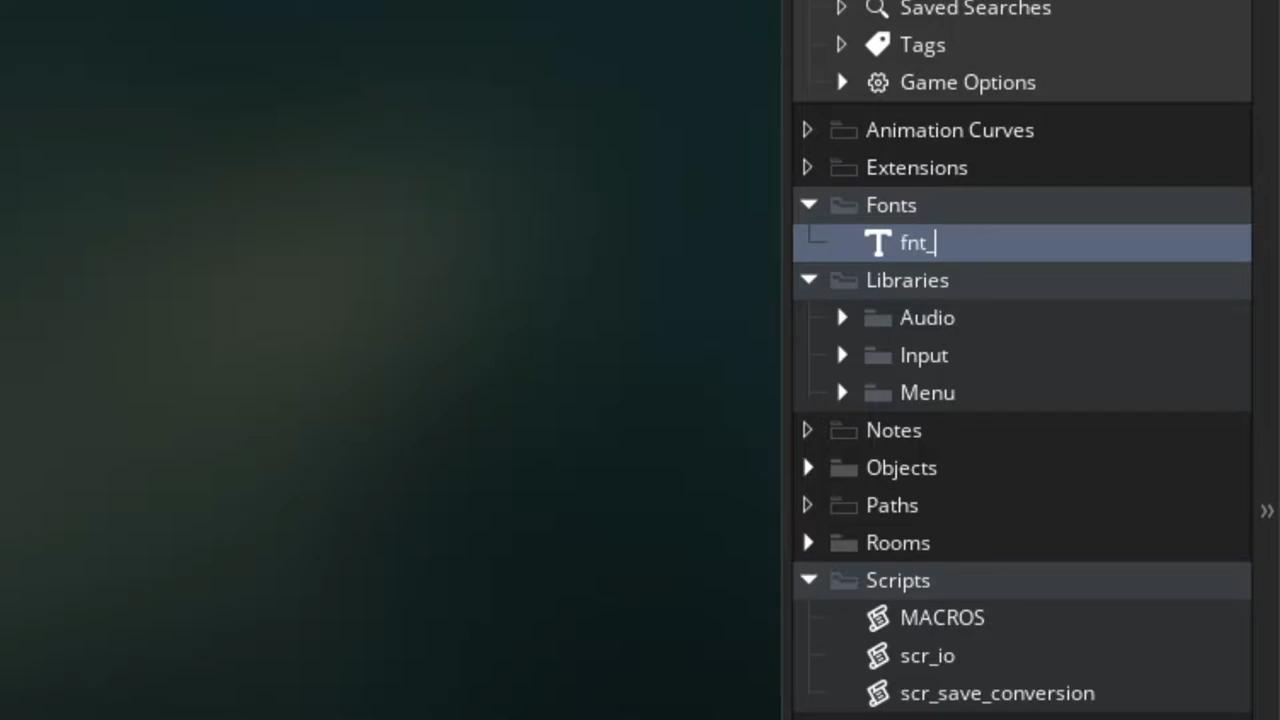 Saved Searches
Tags
Game Options
Animation Curves
Extensions
Fonts
fnt_
Libraries
Audio
Input
Menu
Notes
Objects
Paths
Rooms
Scripts
MACROS
scr_io
scr_save_conversion